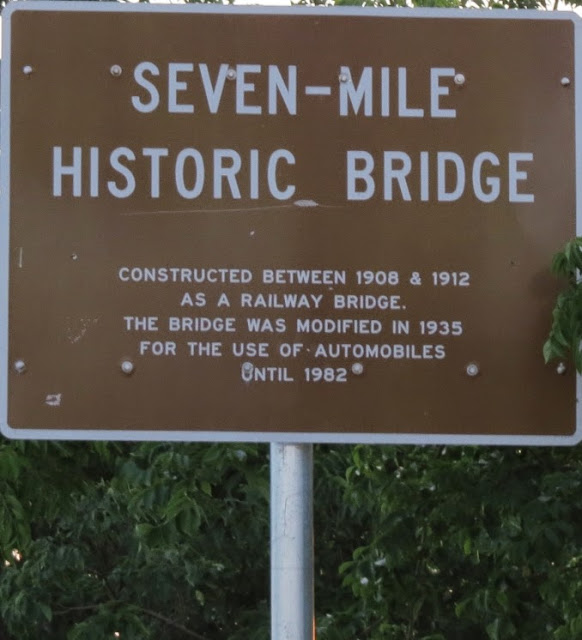 SEVEN-MILE
HISTORIC BRIDGE
CONSTRUCTED BETWEEN 1908 & 1912
AS A RAILWAY BRIDGE.
THE BRIDGE WAS MODIFIED IN 1935
FOR THE USE OF AUTOMOBILES
UNTIL 1982